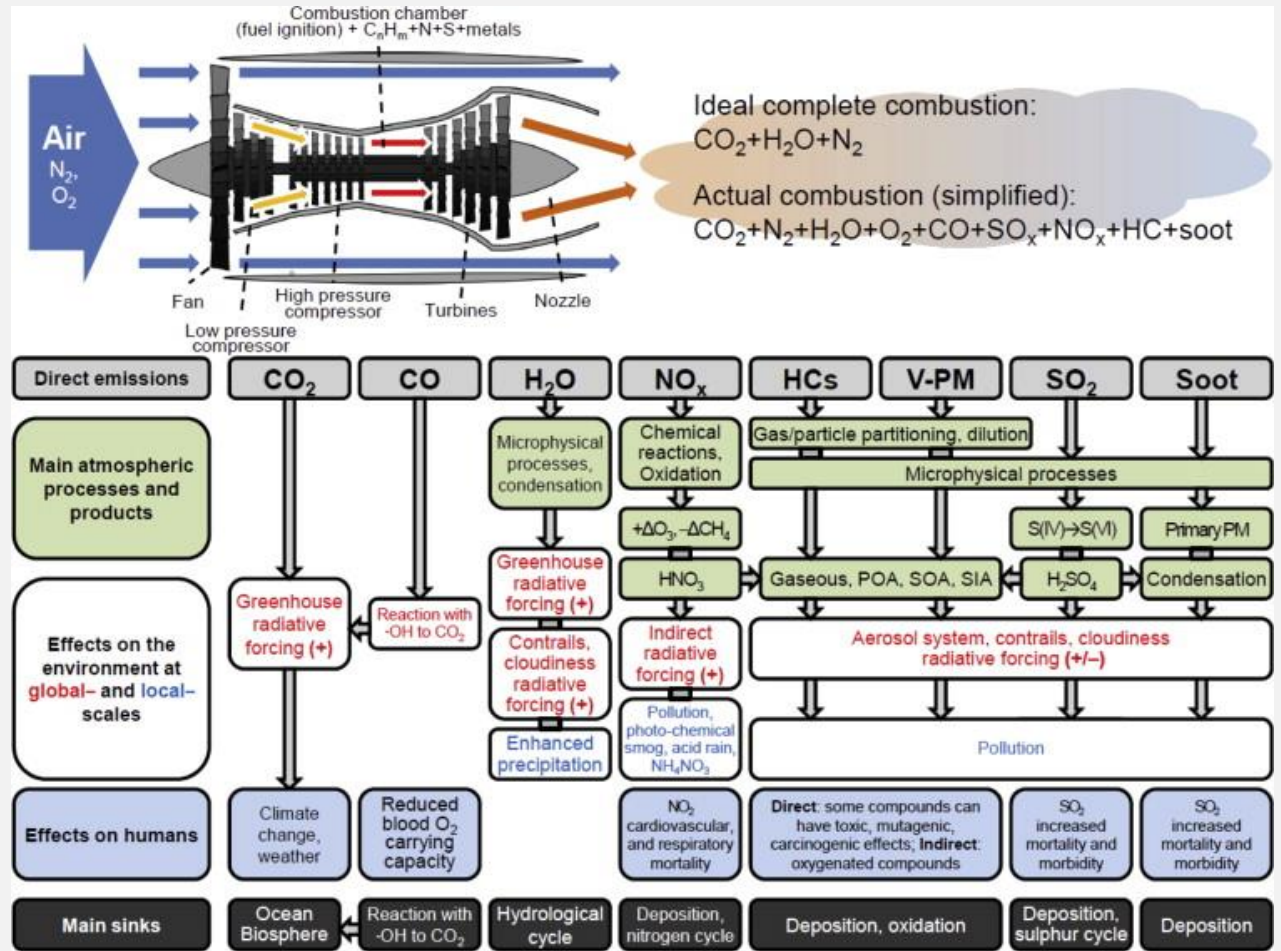 Combustion chamber
(fuel ignition) + CₙHₘ+N+S+metals
Air
N₂,
O₂
Fan
Low pressure
compressor
High pressure
compressor
Turbines
Nozzle
Ideal complete combustion:
CO₂+H₂O+N₂
Actual combustion (simplified):
CO₂+N₂+H₂O+O₂+CO+SOₓ+NOₓ+HC+soot
Direct emissions
CO₂
CO
H₂O
NOₓ
HCs
V-PM
SO₂
Soot
Main atmospheric
processes and
products
Microphysical
processes,
condensation
Chemical
reactions,
Oxidation
Gas/particle partitioning, dilution
Microphysical processes
+ΔO₃, –ΔCH₄
S(IV)→S(VI)
Primary PM
HNO₃
Gaseous, POA, SOA, SIA
H₂SO₄
Condensation
Effects on the
environment at
global– and local–
scales
Greenhouse
radiative
forcing (+)
Reaction with
-OH to CO₂
Greenhouse
radiative
forcing (+)
Contrails,
cloudiness
radiative
forcing (+)
Enhanced
precipitation
Indirect
radiative
forcing (+)
Pollution,
photo-chemical
smog, acid rain,
NH₄NO₃
Aerosol system, contrails, cloudiness
radiative forcing (+/–)
Pollution
Effects on humans
Climate
change,
weather
Reduced
blood O₂
carrying
capacity
NO₂
cardiovascular,
and respiratory
mortality
Direct: some compounds can
have toxic, mutagenic,
carcinogenic effects; Indirect:
oxygenated compounds
SO₂
increased
mortality and
morbidity
SO₂
increased
mortality and
morbidity
Main sinks
Ocean
Biosphere
Reaction with
-OH to CO₂
Hydrological
cycle
Deposition,
nitrogen cycle
Deposition, oxidation
Deposition,
sulphur cycle
Deposition